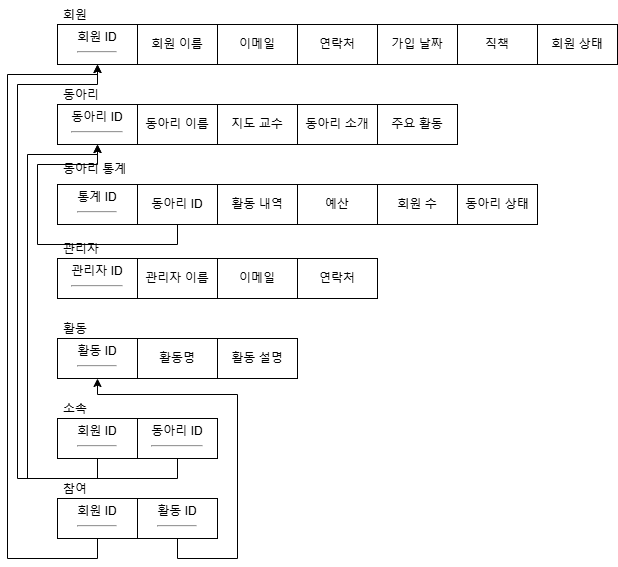 회원
회원 ID 회원 이름 이메일 연락처 가입 날짜 직책 회원 상태
동아리
동아리 ID 동아리 이름 지도 교수 동아리 소개 주요 활동
동아리 통계
통계 ID 동아리 ID 활동 내역 예산 회원 수 동아리 상태
관리자
관리자 ID 관리자 이름 이메일 연락처
활동
활동 ID 활동명 활동 설명
소속
회원 ID 동아리 ID
참여
회원 ID 활동 ID